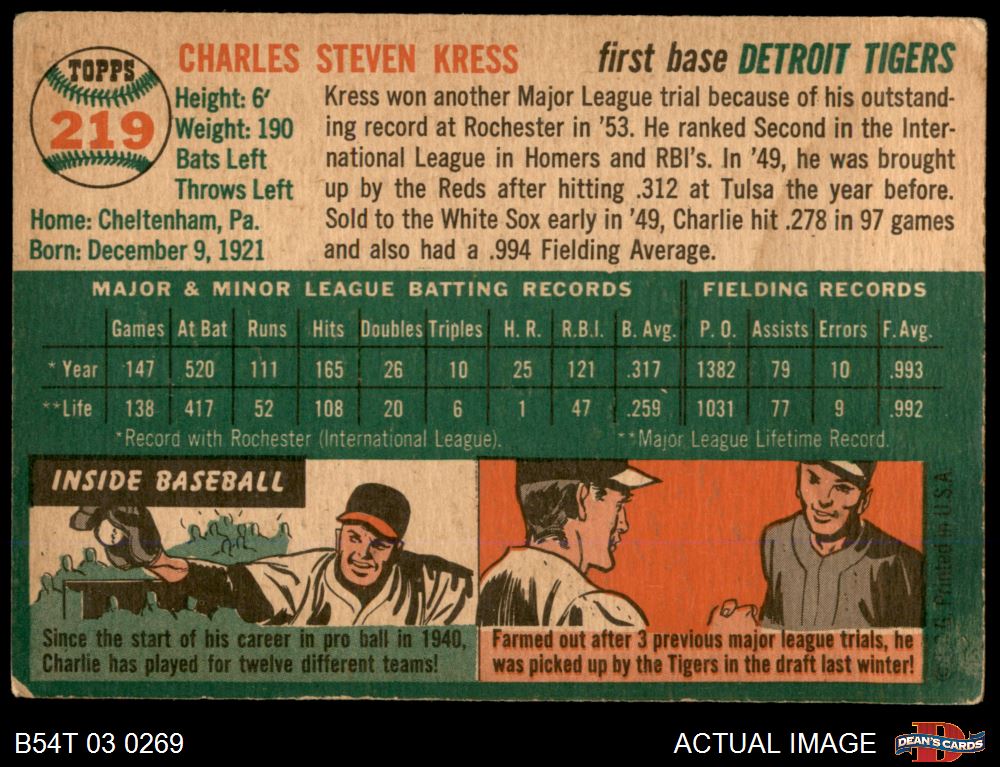 TOPPS
219
CHARLES STEVEN KRESS
first base DETROIT TIGERS
Height: 6'
Weight: 190
Bats Left
Throws Left
Home: Cheltenham, Pa.
Born: December 9, 1921
Kress won another Major League trial because of his outstand-
ing record at Rochester in '53. He ranked Second in the Inter-
national League in Homers and RBI's. In '49, he was brought
up by the Reds after hitting .312 at Tulsa the year before.
Sold to the White Sox early in '49, Charlie hit .278 in 97 games
and also had a .994 Fielding Average.
MAJOR & MINOR LEAGUE BATTING RECORDS FIELDING RECORDS
Games At Bat Runs Hits Doubles Triples H. R. R.B.I. B. Avg. P. O. Assists Errors F. Avg.
* Year 147 520 111 165 26 10 25 121 .317 1382 79 10 .993
**Life 138 417 52 108 20 6 1 47 .259 1031 77 9 .992
*Record with Rochester (International League). **Major League Lifetime Record.
INSIDE BASEBALL
Since the start of his career in pro ball in 1940,
Charlie has played for twelve different teams!
Farmed out after 3 previous major league trials, he
was picked up by the Tigers in the draft last winter!
Printed in U.S.A
B54T 03 0269
ACTUAL IMAGE
D
DEAN'S CARDS